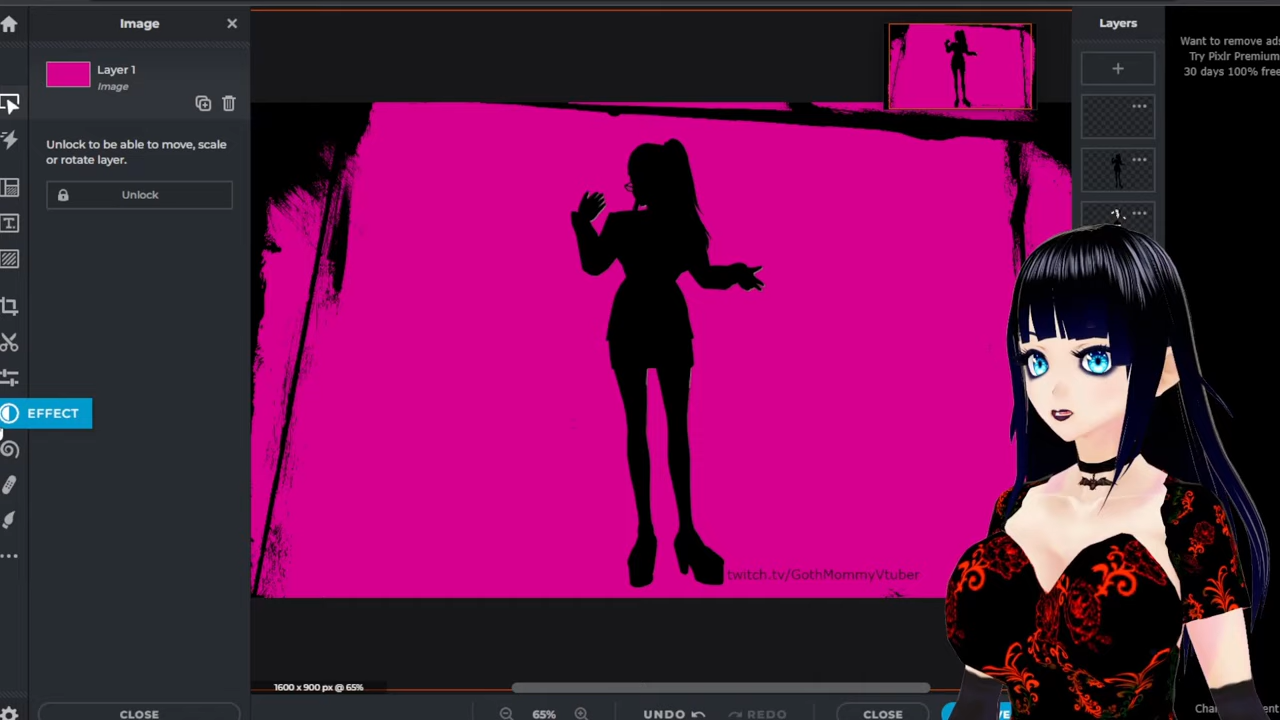 Image
Layers
Want to remove ads
Try Pixlr Premium
30 days 100% free
Layer 1
Image
Unlock to be able to move, scale
or rotate layer.
Unlock
EFFECT
twitch.tv/GothMommyVtuber
1600 x 900 px @ 65%
CLOSE
65%
UNDO
REDO
CLOSE